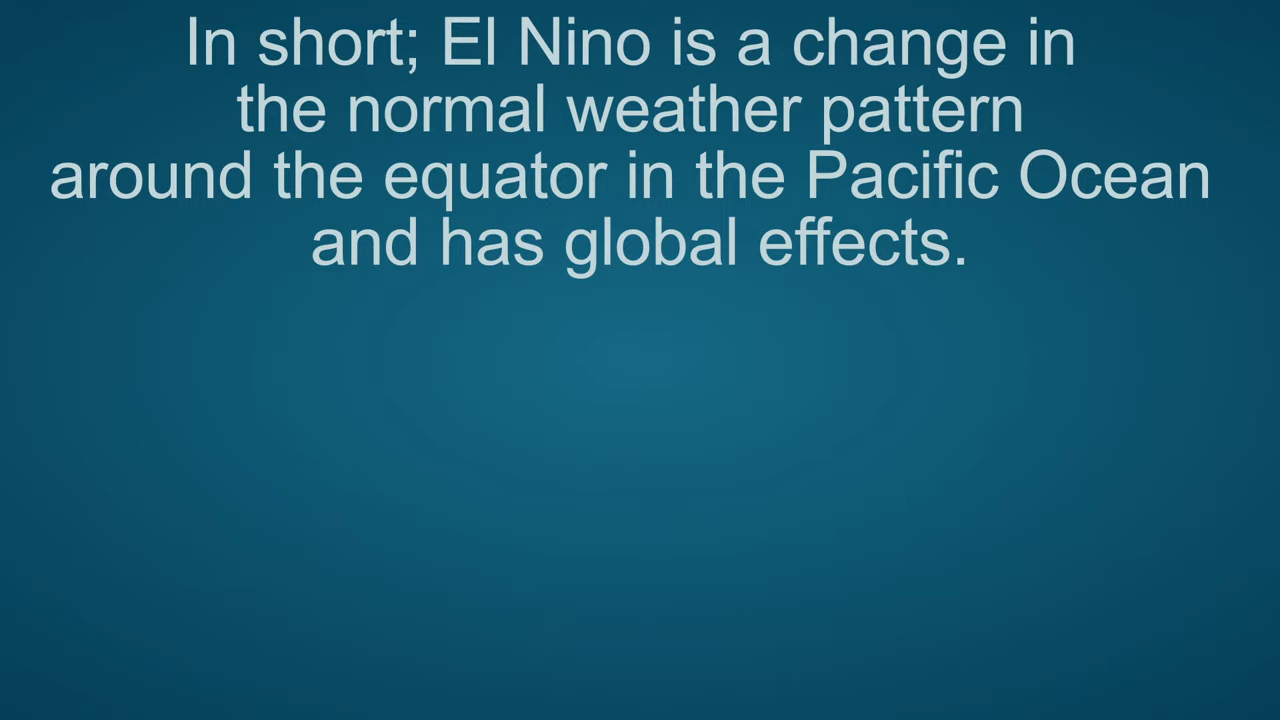 In short; El Nino is a change in
the normal weather pattern
around the equator in the Pacific Ocean
and has global effects.